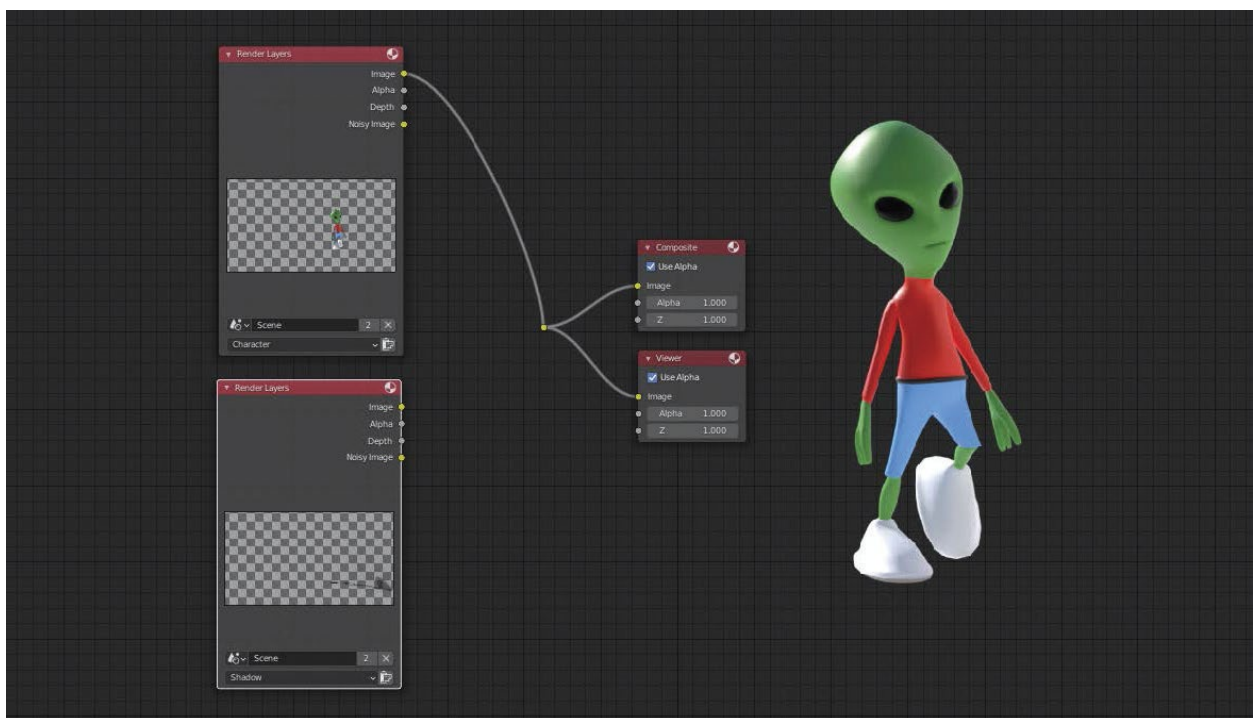 Render Layers
Image
Alpha
Depth
Noisy Image
Scene 2
Character
Render Layers
Image
Alpha
Depth
Noisy Image
Scene 2
Shadow
Composite
Use Alpha
Image
Alpha 1.000
Z 1.000
Viewer
Use Alpha
Image
Alpha 1.000
Z 1.000